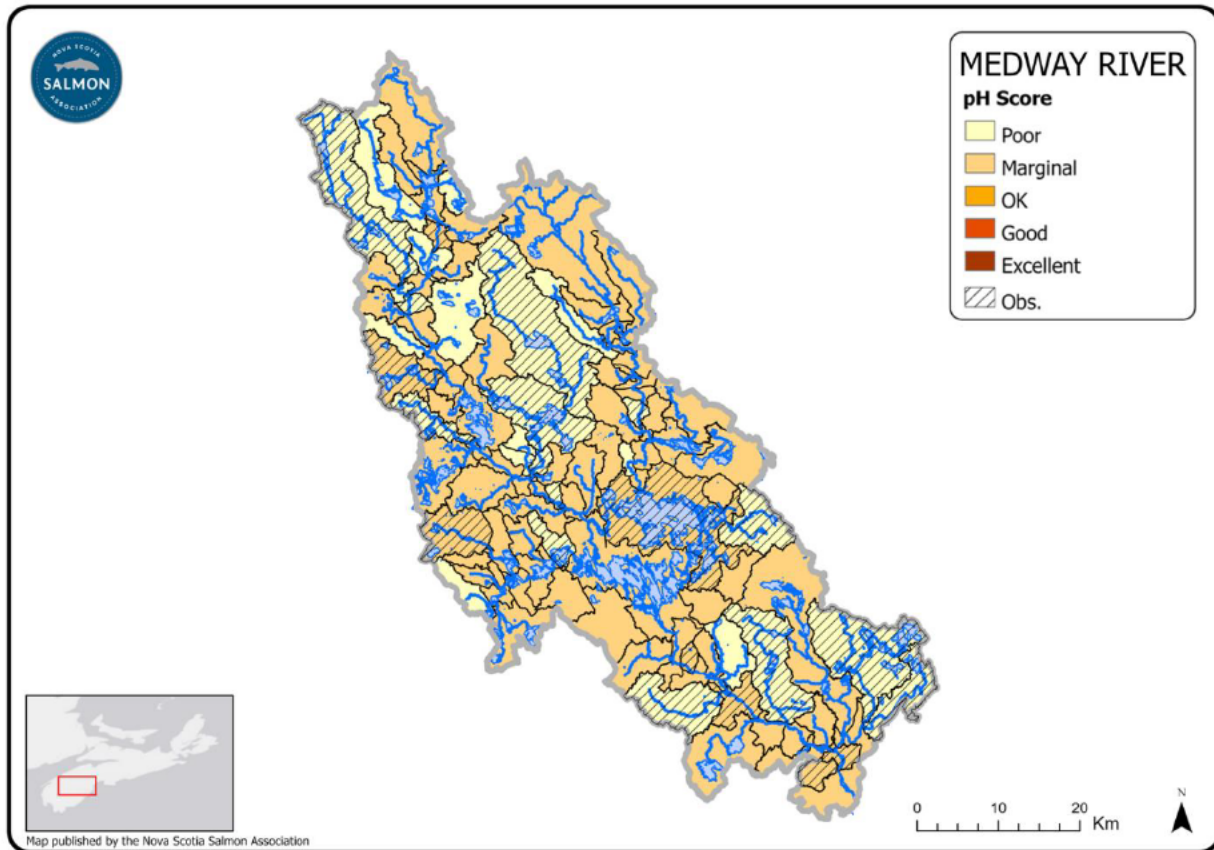 NOVA SCOTIA
SALMON
ASSOCIATION
MEDWAY RIVER
pH Score
Poor
Marginal
OK
Good
Excellent
Obs.
N
0 10 20
Km
Map published by the Nova Scotia Salmon Association